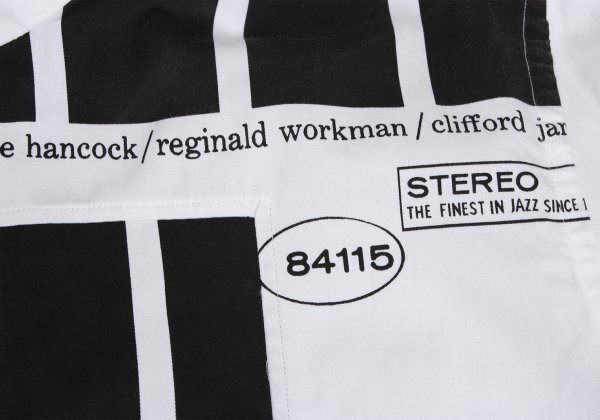 e hancock/reginald workman / clifford jar
STEREO
THE FINEST IN JAZZ SINCE 1
84115